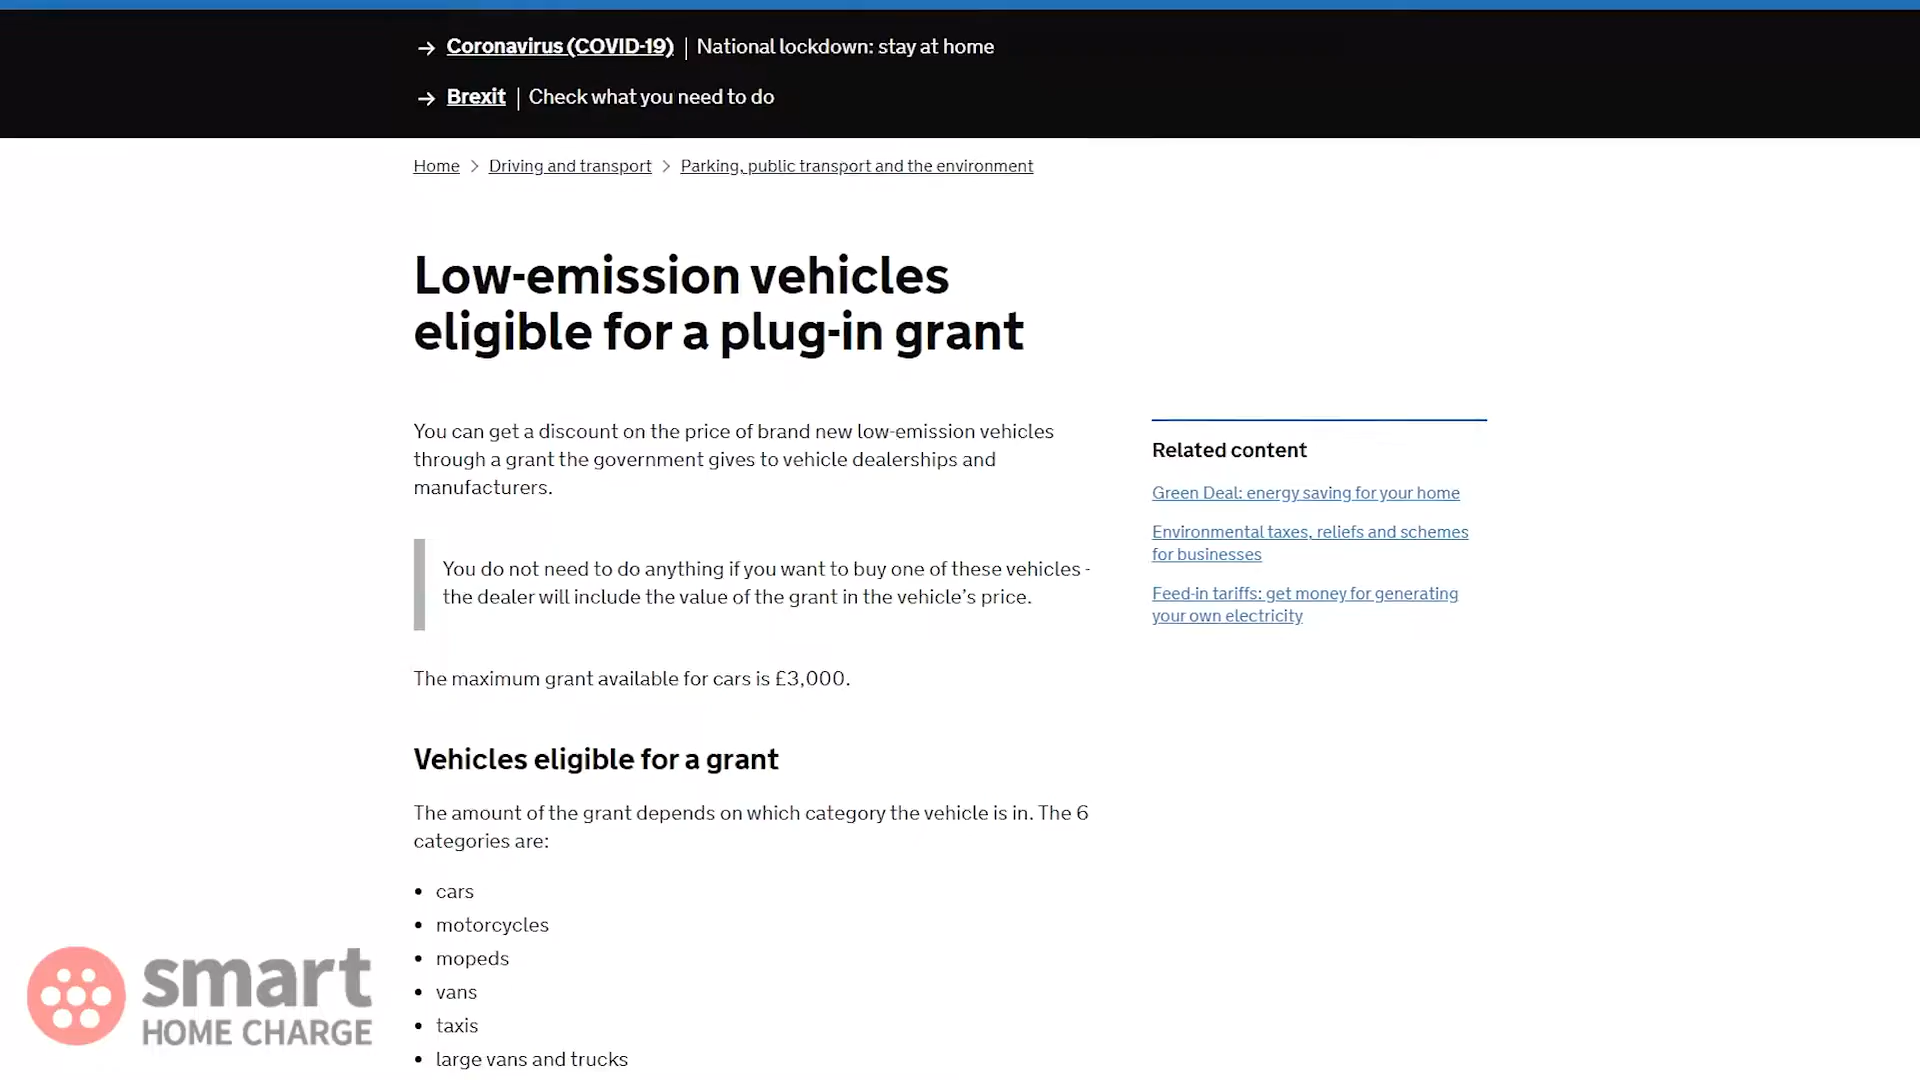 → Coronavirus (COVID-19) | National lockdown: stay at home
→ Brexit | Check what you need to do
Home > Driving and transport > Parking, public transport and the environment
Low-emission vehicles
eligible for a plug-in grant
You can get a discount on the price of brand new low-emission vehicles
through a grant the government gives to vehicle dealerships and
manufacturers.
You do not need to do anything if you want to buy one of these vehicles -
the dealer will include the value of the grant in the vehicle’s price.
The maximum grant available for cars is £3,000.
Vehicles eligible for a grant
The amount of the grant depends on which category the vehicle is in. The 6
categories are:
• cars
• motorcycles
• mopeds
• vans
• taxis
• large vans and trucks
Related content
Green Deal: energy saving for your home
Environmental taxes, reliefs and schemes
for businesses
Feed-in tariffs: get money for generating
your own electricity
smart
HOME CHARGE